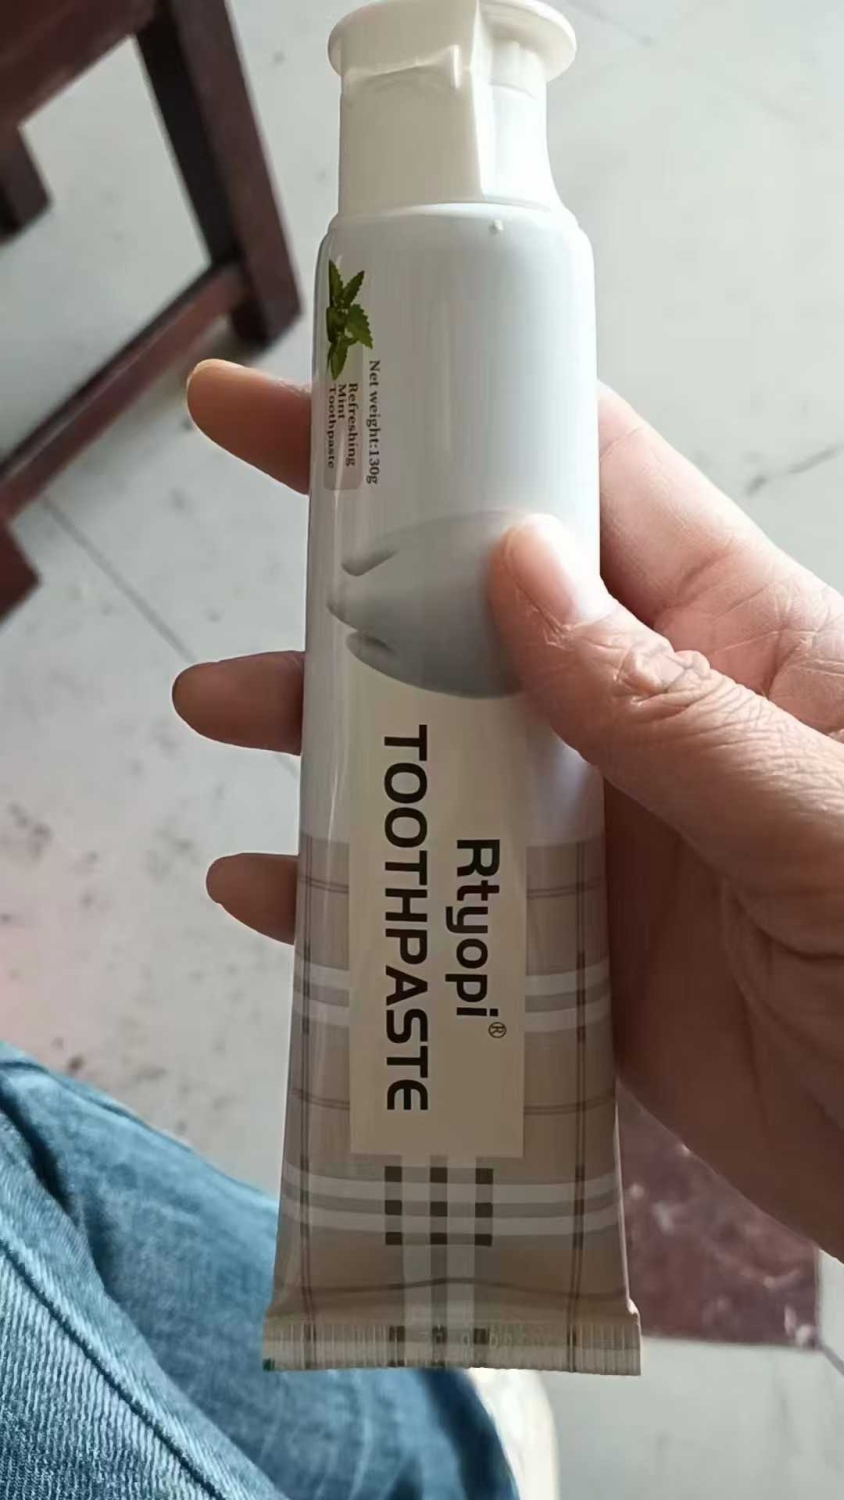 Net weight:130g
Refreshing
Mint
Toothpaste
Rtyopi®
TOOTHPASTE